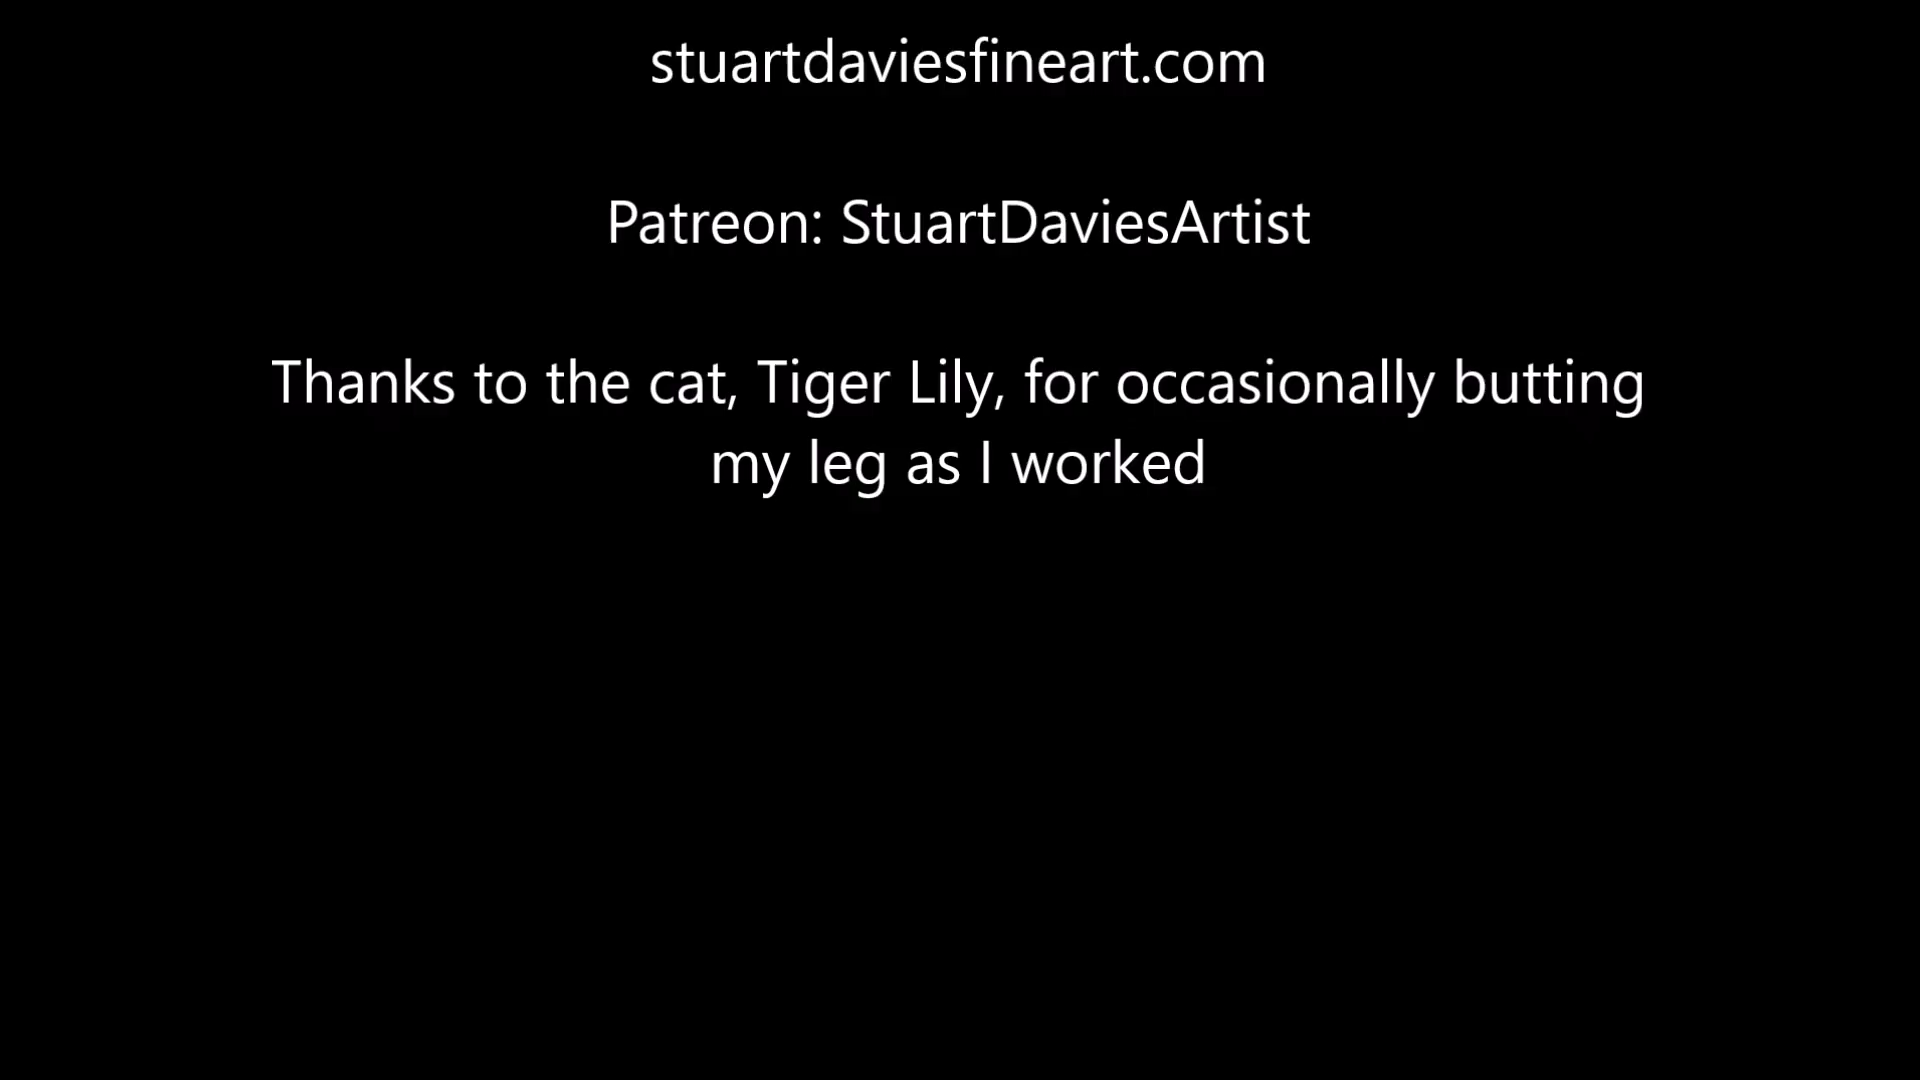 stuartdaviesfineart.com
Patreon: StuartDaviesArtist
Thanks to the cat, Tiger Lily, for occasionally butting
my leg as I worked